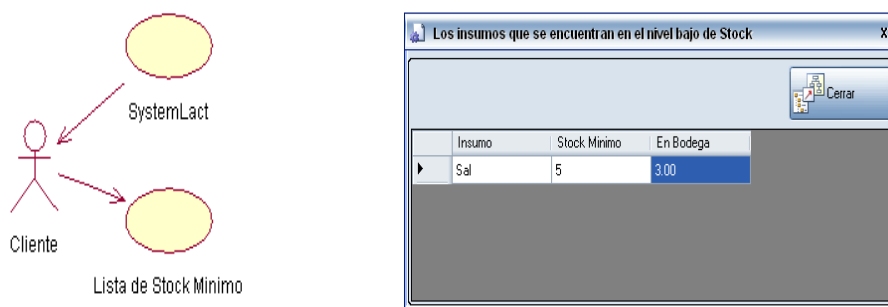 SystemLact
Cliente
Lista de Stock Minimo
Los insumos que se encuentran en el nivel bajo de Stock
x
Cerrar
Insumo Stock Minimo En Bodega
Sal 5 3.00